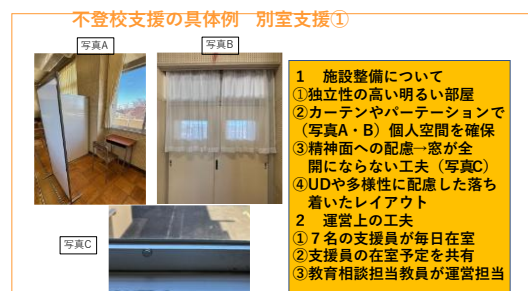 不登校支援の具体例　別室支援①
写真A
写真B
1　施設整備について
①独立性の高い明るい部屋
②カーテンやパーテーションで
（写真A・B）個人空間を確保
③精神面への配慮→窓が全
開にならない工夫（写真C）
④UDや多様性に配慮した落ち
着いたレイアウト
2　運営上の工夫
①７名の支援員が毎日在室
②支援員の在室予定を共有
③教育相談担当教員が運営担当
写真C